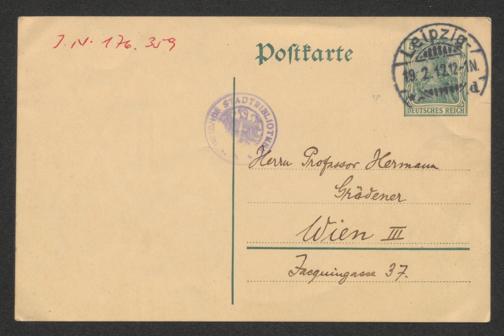 J.N. 176.359
Postkarte
Leipzig
19.2.12.12-1N.
d
DEUTSCHES REICH
STADTBIBLIOTHEK
Herrn Professor Hermann
Grädener
Wien III
Jacquingasse 37.